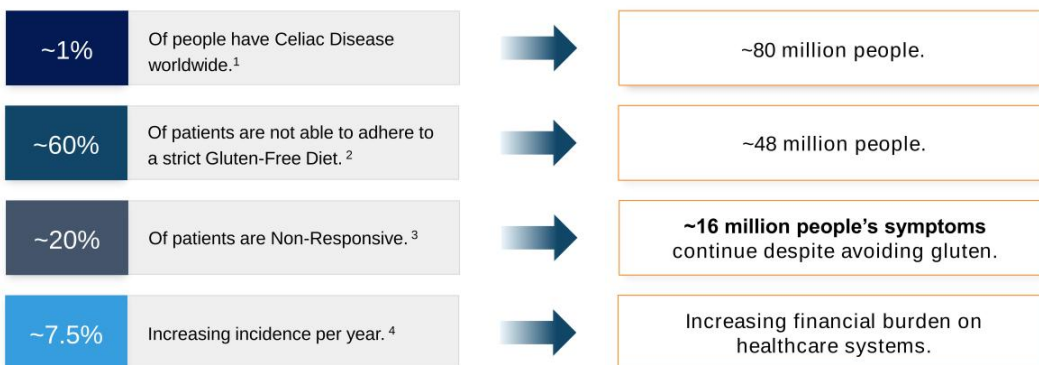 ~1%
Of people have Celiac Disease
worldwide.¹
~80 million people.
~60%
Of patients are not able to adhere to
a strict Gluten-Free Diet. ²
~48 million people.
~20%
Of patients are Non-Responsive. ³
~16 million people’s symptoms
continue despite avoiding gluten.
~7.5%
Increasing incidence per year. ⁴
Increasing financial burden on
healthcare systems.